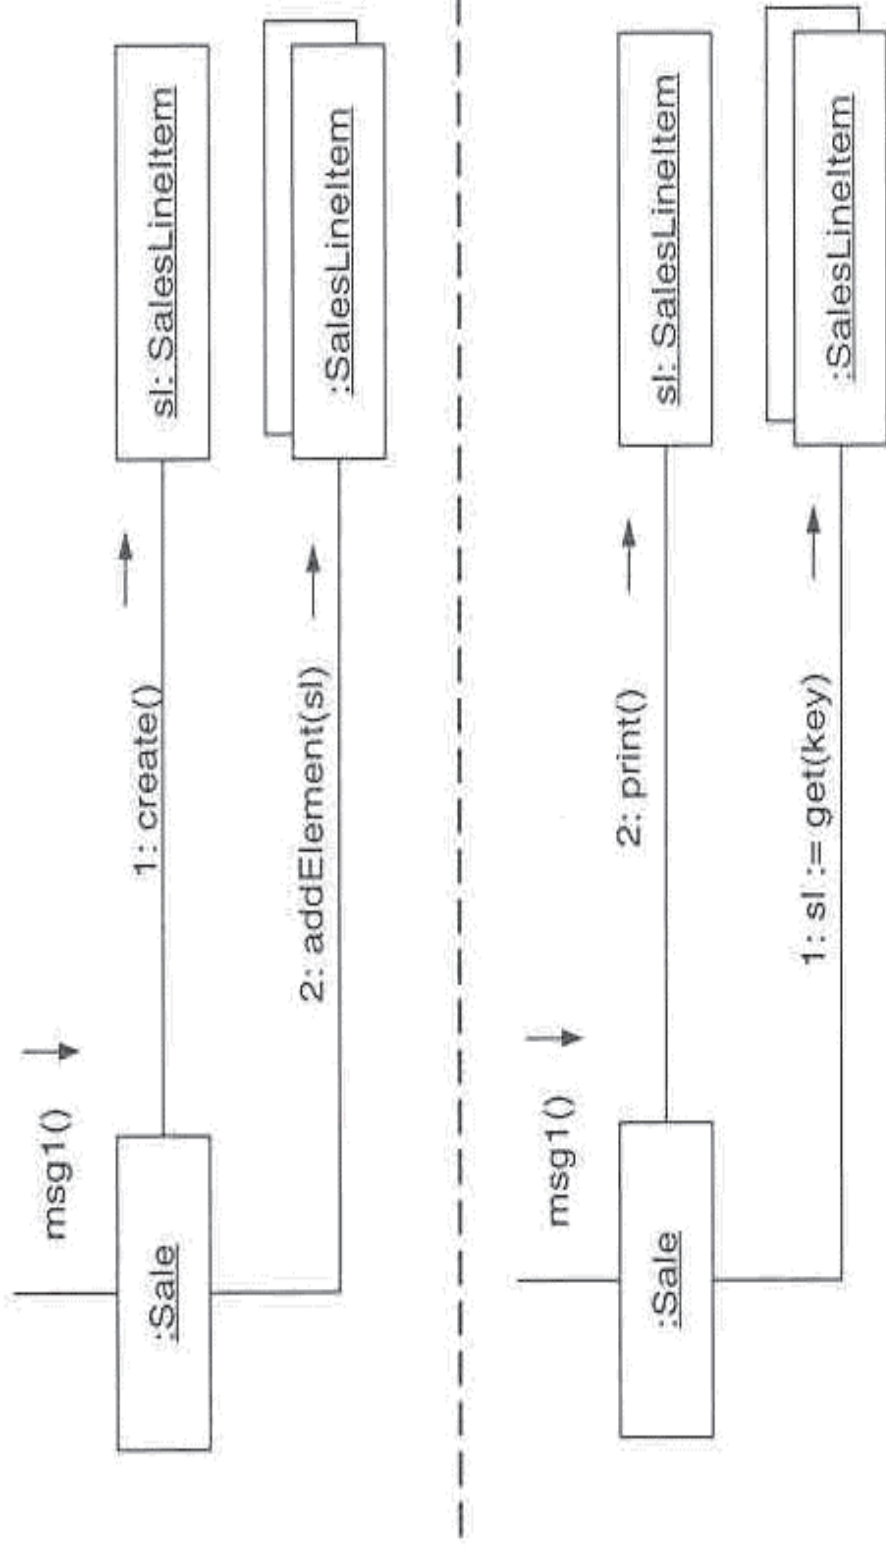 msg1()
:Sale
1: create()
sl: SalesLineItem
2: addElement(sl)
:SalesLineItem
msg1()
:Sale
2: print()
sl: SalesLineItem
1: sl := get(key)
:SalesLineItem